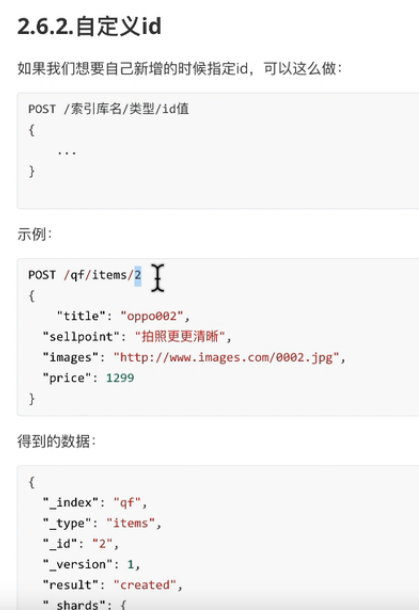 2.6.2.自定义id
如果我们想要自己新增的时候指定id，可以这么做：
POST /索引库名/类型/id值
{
...
}
示例：
POST /qf/items/2
{
"title": "oppo002",
"sellpoint": "拍照更更清晰",
"images": "http://www.images.com/0002.jpg",
"price": 1299
}
得到的数据：
{
"_index": "qf",
"_type": "items",
"_id": "2",
"_version": 1,
"result": "created",
"_shards": {